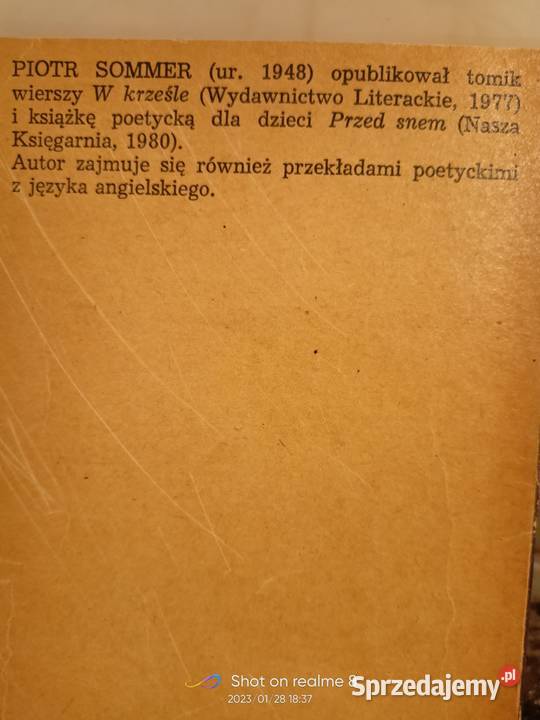 PIOTR SOMMER (ur. 1948) opublikował tomik
wierszy W krześle (Wydawnictwo Literackie, 1977)
i książkę poetycką dla dzieci Przed snem (Nasza
Księgarnia, 1980).
Autor zajmuje się również przekładami poetyckimi
z języka angielskiego.
Shot on realme 8
2023/01/28 18:37
Sprzedajemy.pl